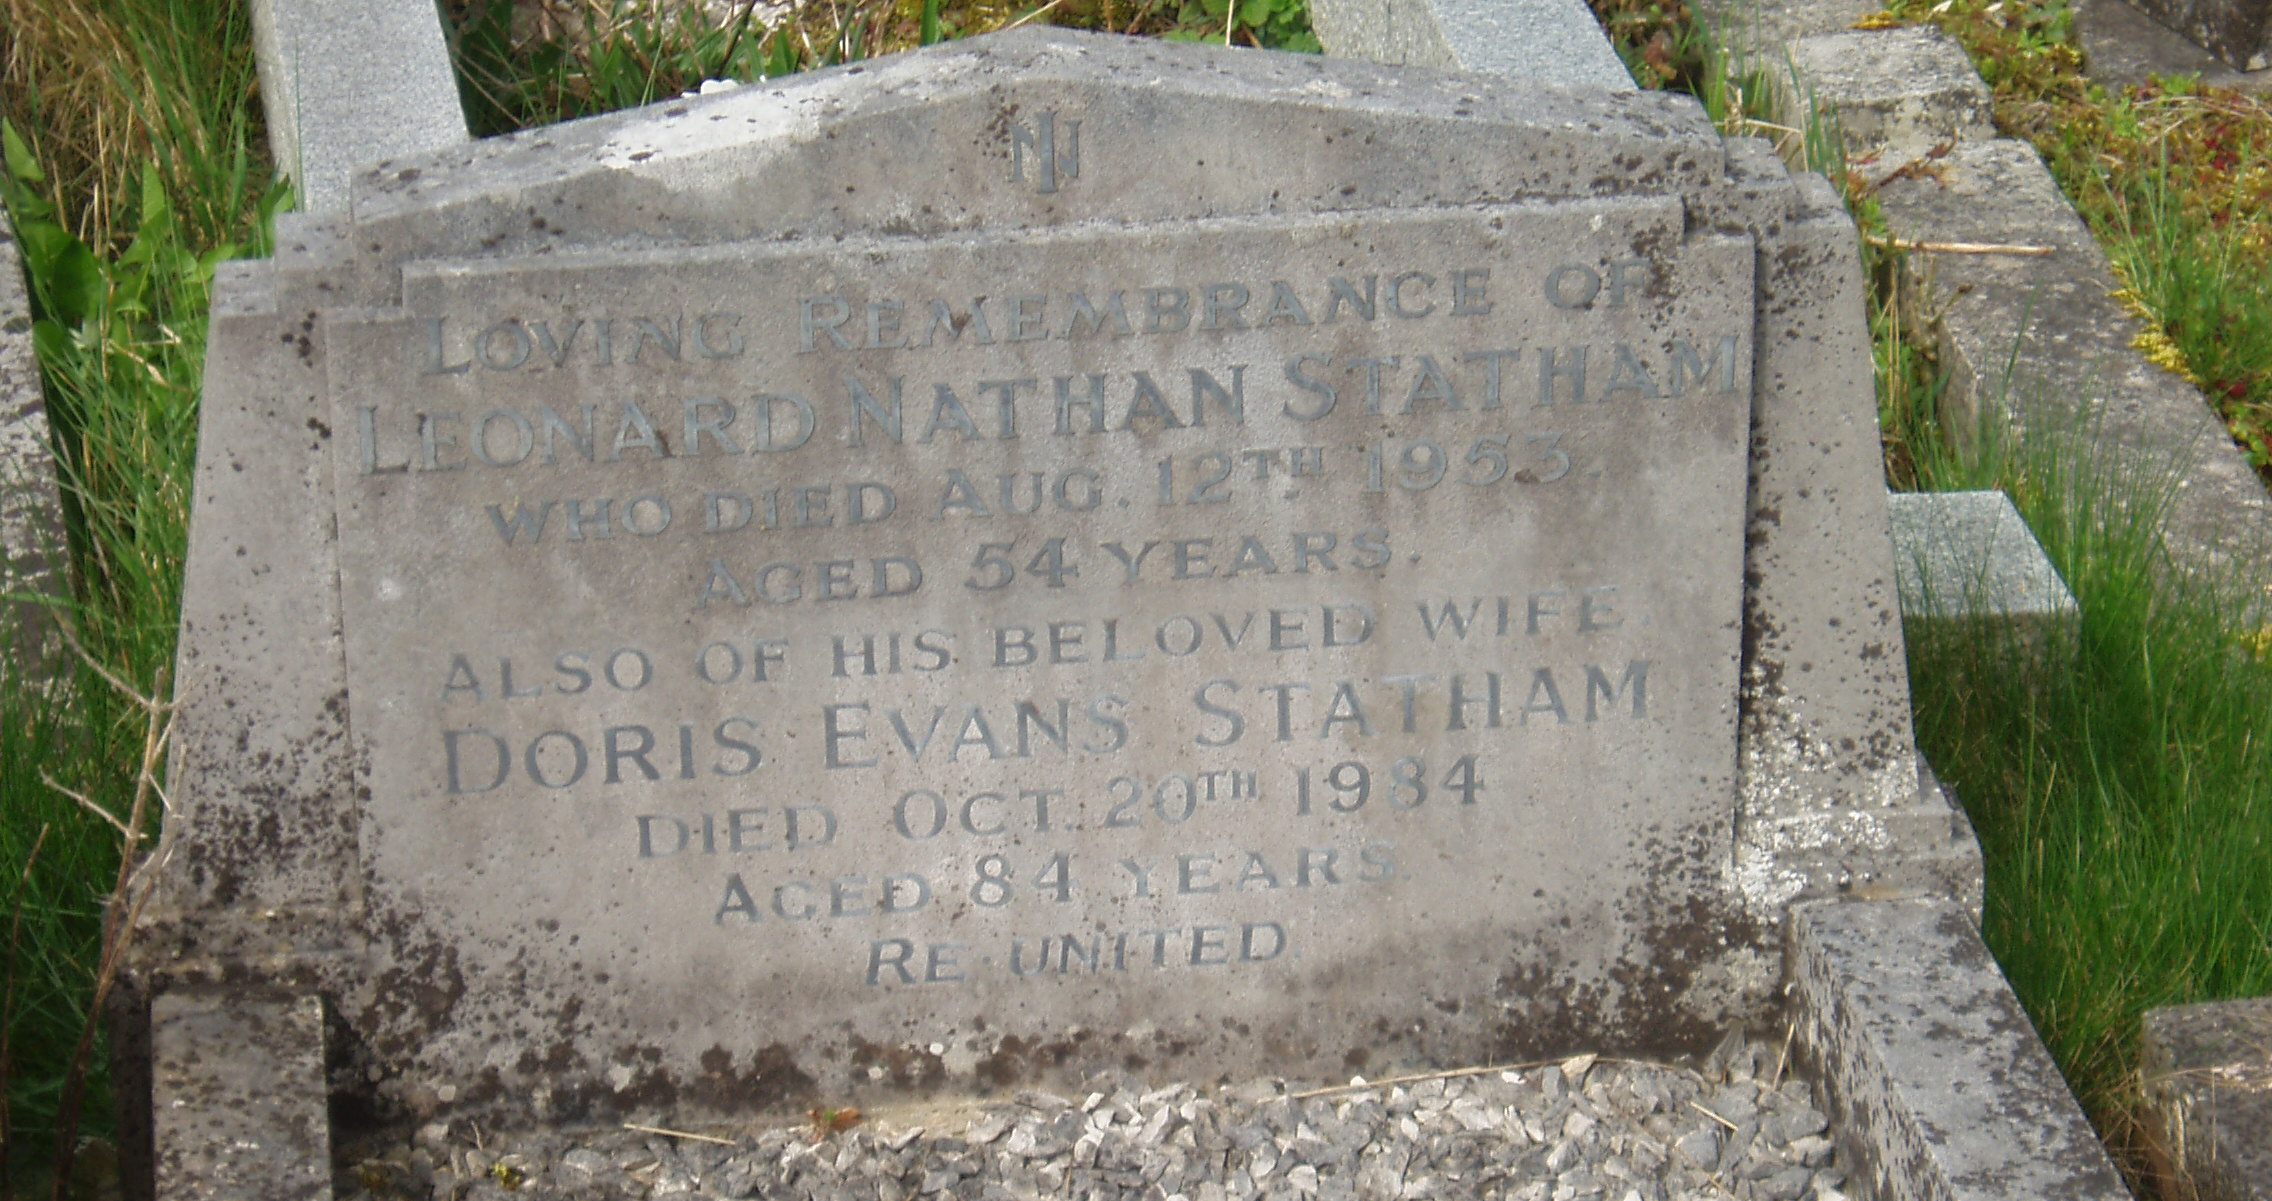 IN
LOVING REMEMBRANCE OF
LEONARD NATHAN STATHAM
WHO DIED AUG. 12TH 1953.
AGED 54 YEARS.
ALSO OF HIS BELOVED WIFE.
DORIS EVANS STATHAM
DIED OCT. 20TH 1984
AGED 84 YEARS.
RE-UNITED.